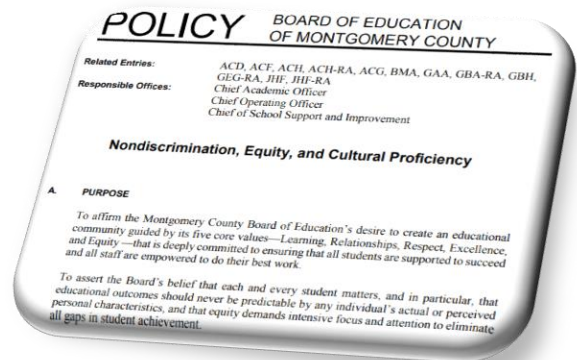 POLICY
BOARD OF EDUCATION
OF MONTGOMERY COUNTY
Related Entries: ACD, ACF, ACH, ACH-RA, ACG, BMA, GAA, GBA-RA, GBH,
GEG-RA, JHF, JHF-RA
Responsible Offices: Chief Academic Officer
Chief Operating Officer
Chief of School Support and Improvement
Nondiscrimination, Equity, and Cultural Proficiency
A. PURPOSE
To affirm the Montgomery County Board of Education's desire to create an educational
community guided by its five core values—Learning, Relationships, Respect, Excellence,
and Equity —that is deeply committed to ensuring that all students are supported to succeed
and all staff are empowered to do their best work.
To assert the Board's belief that each and every student matters, and in particular, that
educational outcomes should never be predictable by any individual's actual or perceived
personal characteristics, and that equity demands intensive focus and attention to eliminate
all gaps in student achievement.